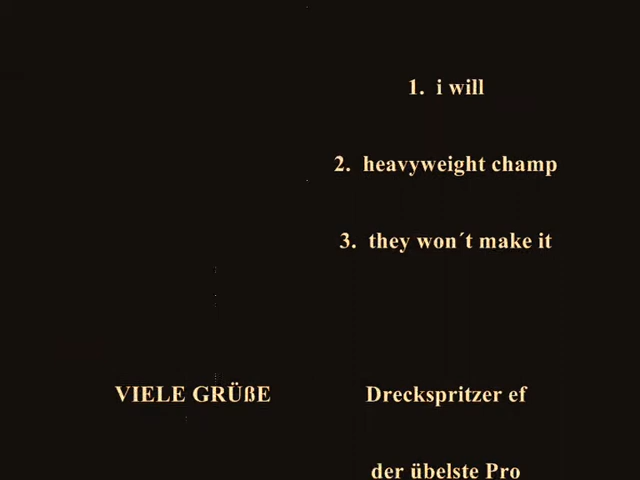 1. i will
2. heavyweight champ
3. they won´t make it
VIELE GRÜßE Dreckspritzer ef
der übelste Pro